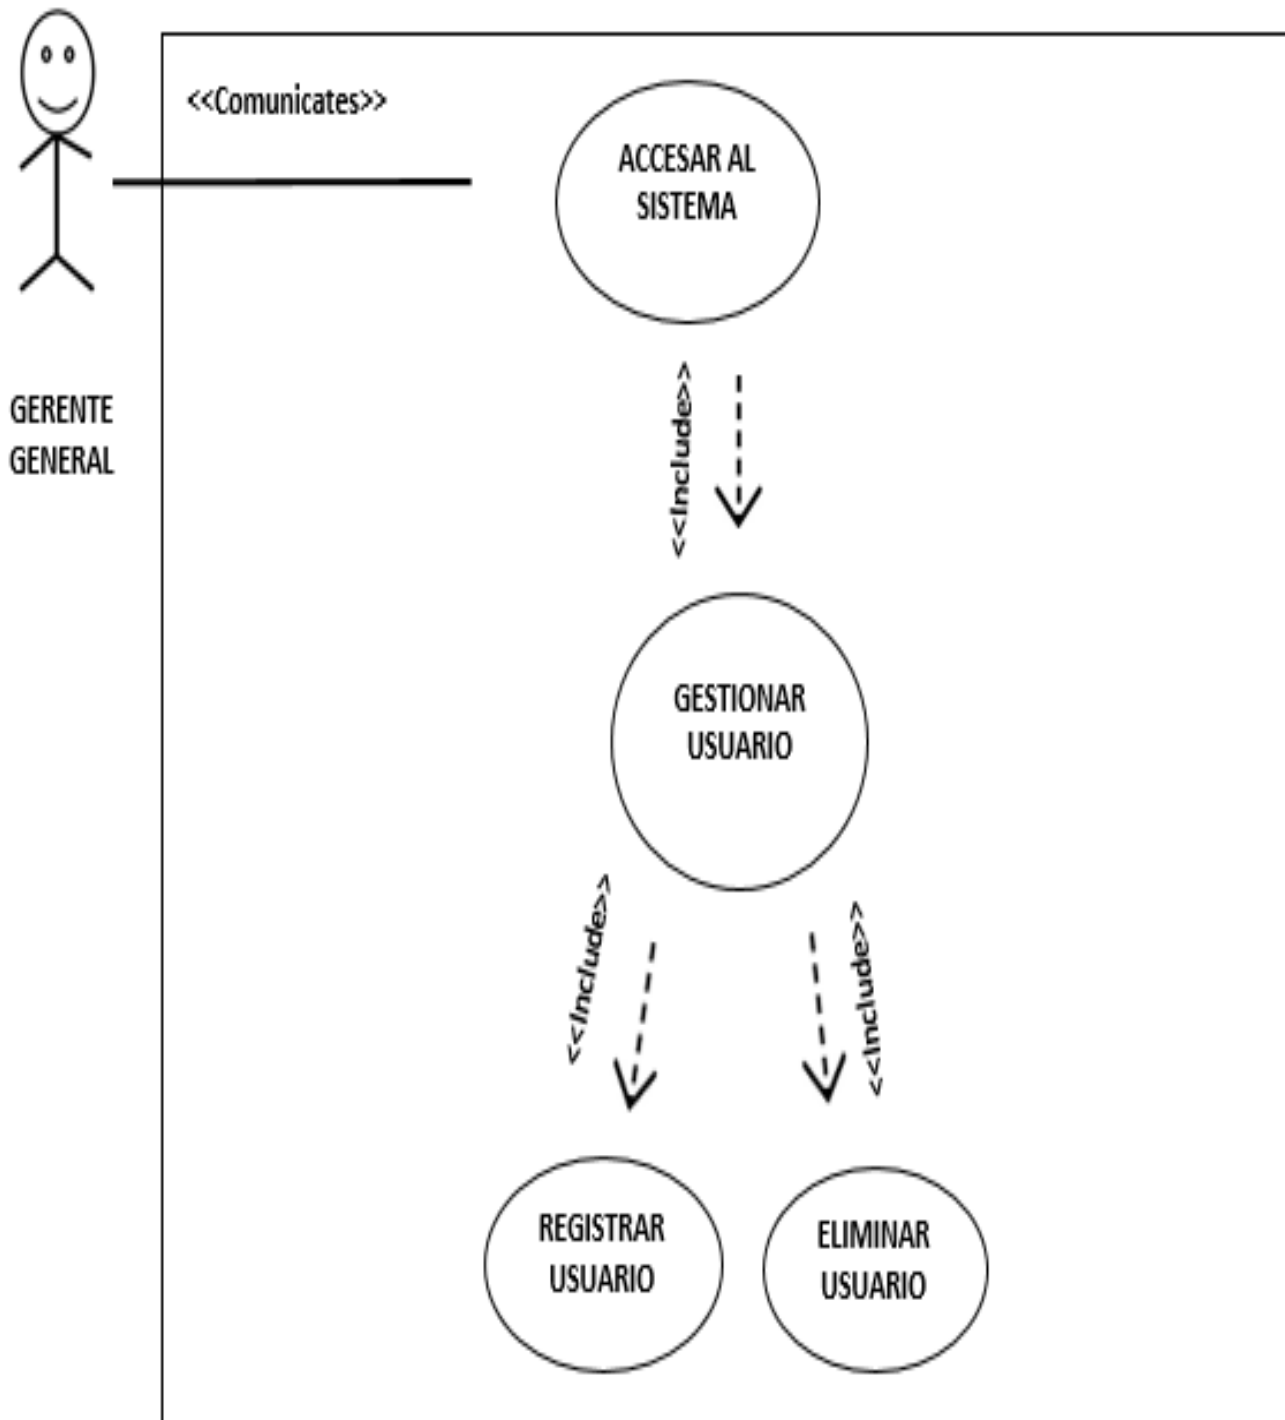 <<Comunicates>>
ACCESAR AL
SISTEMA
GERENTE
GENERAL
<<Include>>
GESTIONAR
USUARIO
<<Include>>
<<Include>>
REGISTRAR
USUARIO
ELIMINAR
USUARIO